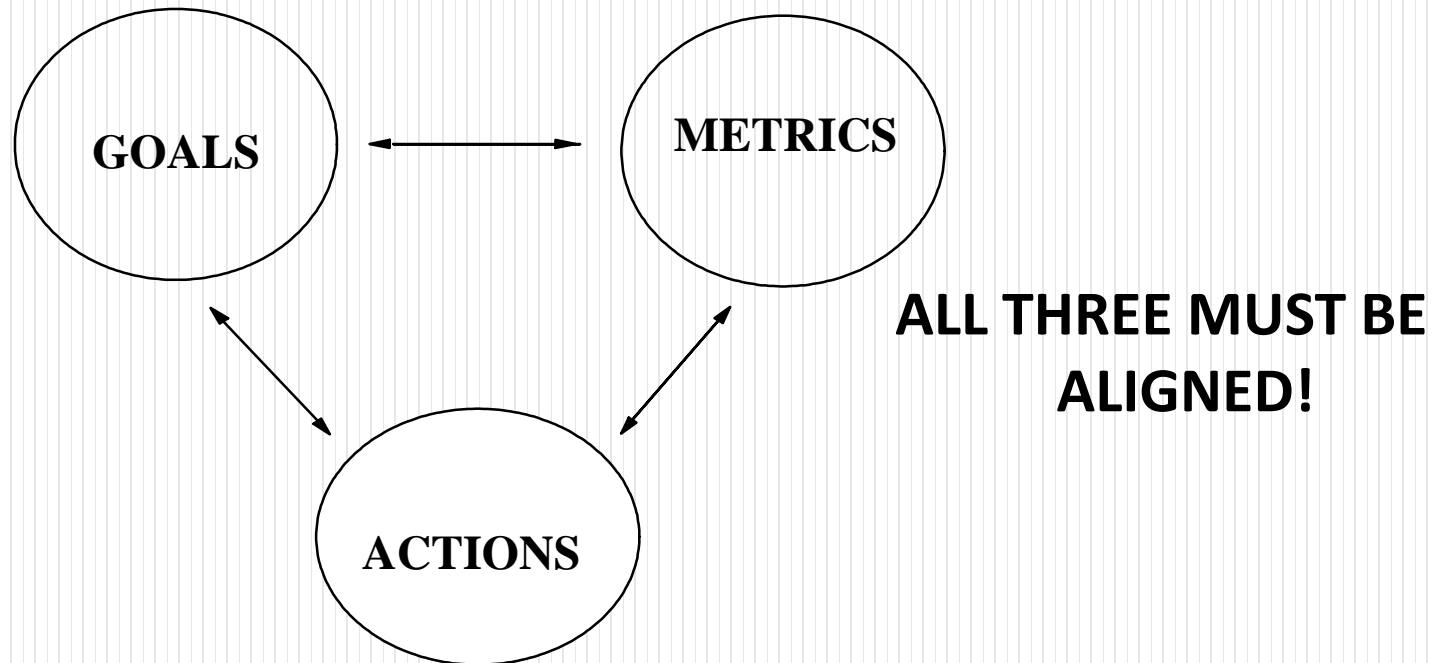 GOALS
METRICS
ALL THREE MUST BE
ALIGNED!
ACTIONS